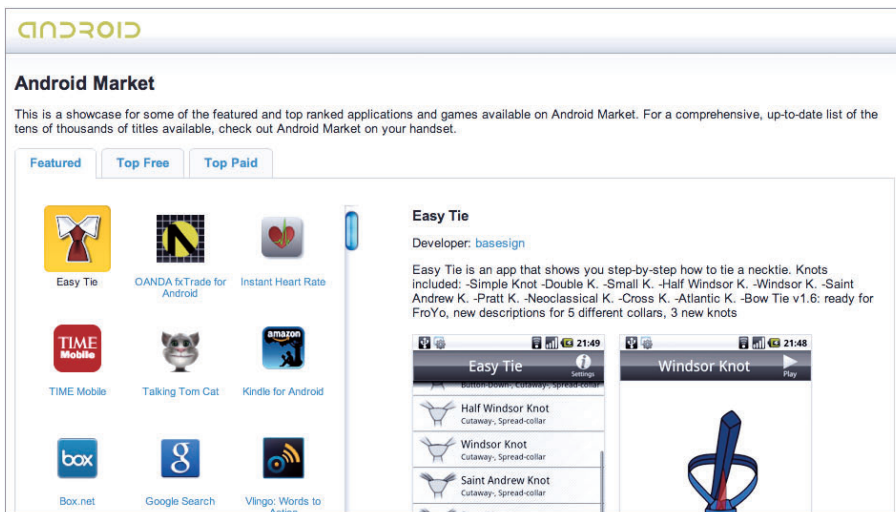 ANDROID
Android Market
This is a showcase for some of the featured and top ranked applications and games available on Android Market. For a comprehensive, up-to-date list of the
tens of thousands of titles available, check out Android Market on your handset.
Featured
Top Free
Top Paid
Easy Tie
OANDA fxTrade for
Android
Instant Heart Rate
TIME
Mobile
TIME Mobile
Talking Tom Cat
amazon
Kindle for Android
box
Box.net
g
Google Search
Vlingo: Words to
Easy Tie
Developer: basesign
Easy Tie is an app that shows you step-by-step how to tie a necktie. Knots
included: -Simple Knot -Double K. -Small K. -Half Windsor K. -Windsor K. -Saint
Andrew K. -Pratt K. -Neoclassical K. -Cross K. -Atlantic K. -Bow Tie v1.6: ready for
FroYo, new descriptions for 5 different collars, 3 new knots
21:49
Easy Tie
Settings
Button-Down-, Cutaway-, Spread-collar
Half Windsor Knot
Cutaway-, Spread-collar
Windsor Knot
Cutaway-, Spread-collar
Saint Andrew Knot
Cutaway-, Spread-collar
21:48
Windsor Knot
Play